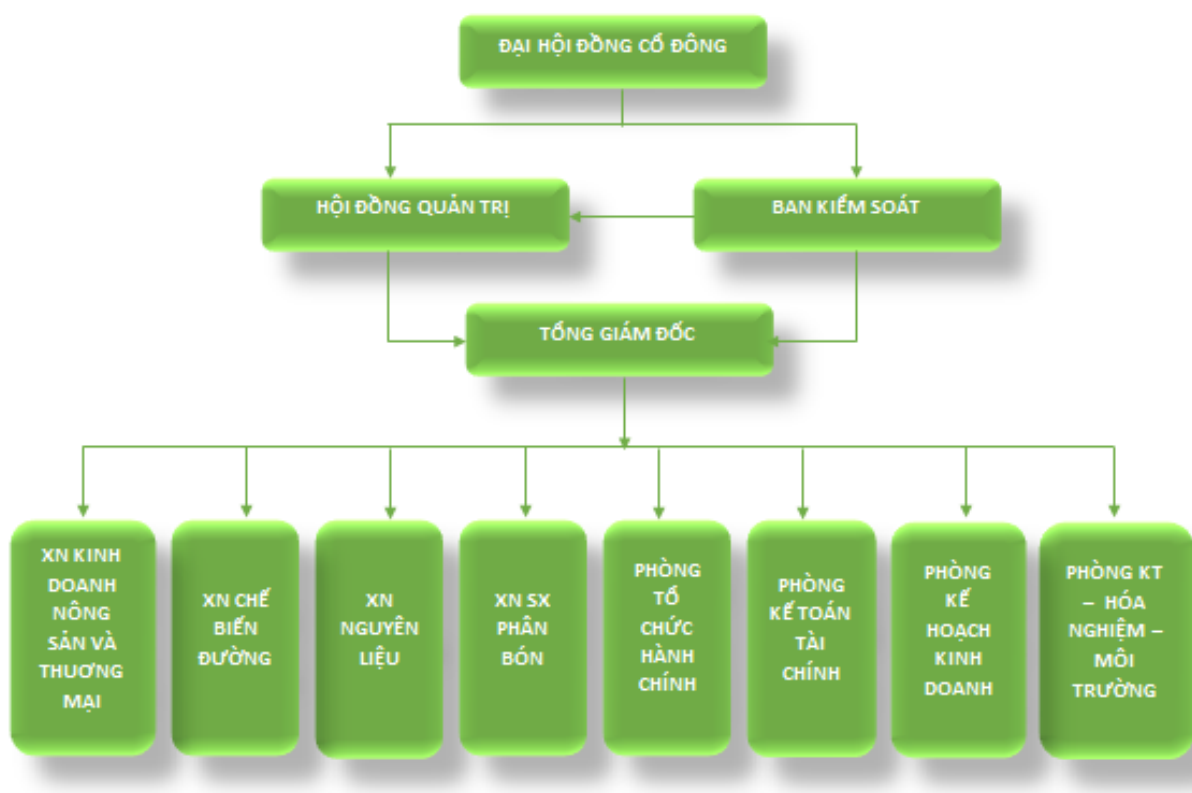 ĐẠI HỘI ĐỒNG CỔ ĐÔNG
HỘI ĐỒNG QUẢN TRỊ
BAN KIỂM SOÁT
TỔNG GIÁM ĐỐC
XN KINH
DOANH
NÔNG
SẢN VÀ
THƯƠNG
MẠI
XN CHẾ
BIẾN
ĐƯỜNG
XN
NGUYÊN
LIỆU
XN SX
PHÂN
BÓN
PHÒNG
TỔ
CHỨC
HÀNH
CHÍNH
PHÒNG
KẾ TOÁN
TÀI
CHÍNH
PHÒNG
KẾ
HOẠCH
KINH
DOANH
PHÒNG KT
– HÓA
NGHIỆM –
MÔI
TRƯỜNG